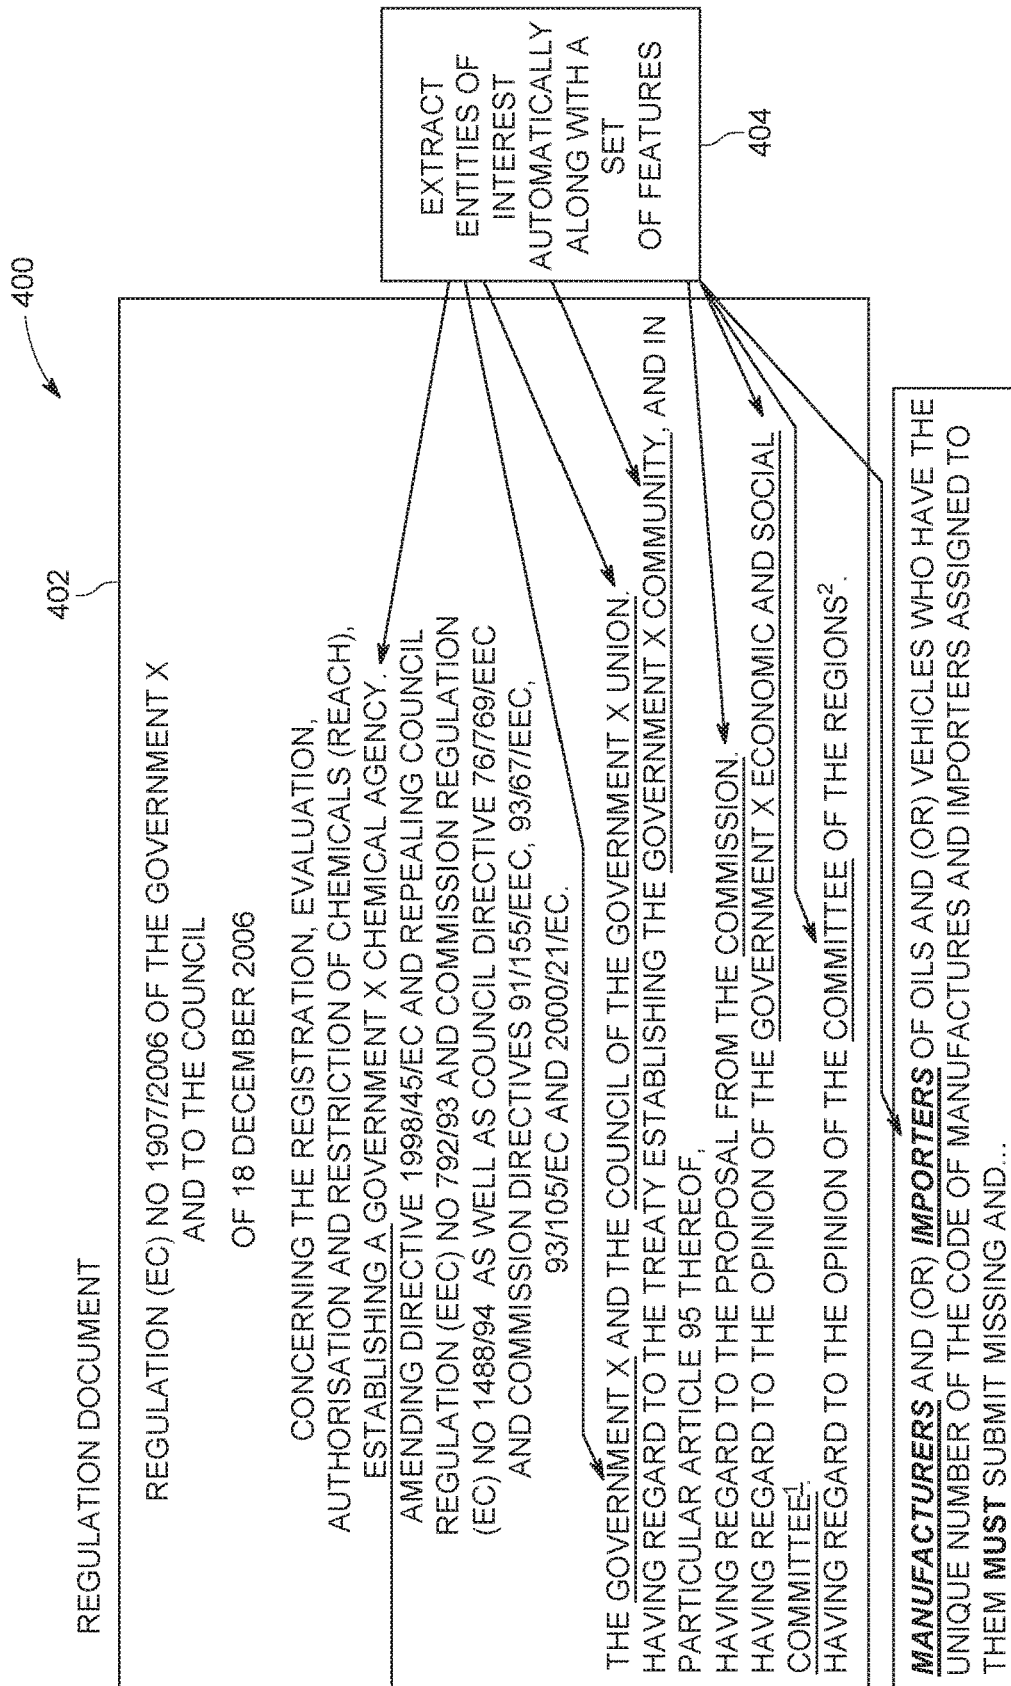 400
REGULATION DOCUMENT
402
REGULATION (EC) NO 1907/2006 OF THE GOVERNMENT X
AND TO THE COUNCIL
OF 18 DECEMBER 2006
CONCERNING THE REGISTRATION, EVALUATION,
AUTHORISATION AND RESTRICTION OF CHEMICALS (REACH),
ESTABLISHING A GOVERNMENT X CHEMICAL AGENCY.
AMENDING DIRECTIVE 1998/45/EC AND REPEALING COUNCIL
REGULATION (EEC) NO 792/93 AND COMMISSION REGULATION
(EC) NO 1488/94 AS WELL AS COUNCIL DIRECTIVE 76/769/EEC
AND COMMISSION DIRECTIVES 91/155/EEC, 93/67/EEC,
93/105/EC AND 2000/21/EC.
THE GOVERNMENT X AND THE COUNCIL OF THE GOVERNMENT X UNION.
HAVING REGARD TO THE TREATY ESTABLISHING THE GOVERNMENT X COMMUNITY, AND IN
PARTICULAR ARTICLE 95 THEREOF,
HAVING REGARD TO THE PROPOSAL FROM THE COMMISSION.
HAVING REGARD TO THE OPINION OF THE GOVERNMENT X ECONOMIC AND SOCIAL
COMMITTEE¹.
HAVING REGARD TO THE OPINION OF THE COMMITTEE OF THE REGIONS².
MANUFACTURERS AND (OR) IMPORTERS OF OILS AND (OR) VEHICLES WHO HAVE THE
UNIQUE NUMBER OF THE CODE OF MANUFACTURES AND IMPORTERS ASSIGNED TO
THEM MUST SUBMIT MISSING AND...
EXTRACT
ENTITIES OF
INTEREST
AUTOMATICALLY
ALONG WITH A
SET
OF FEATURES
404